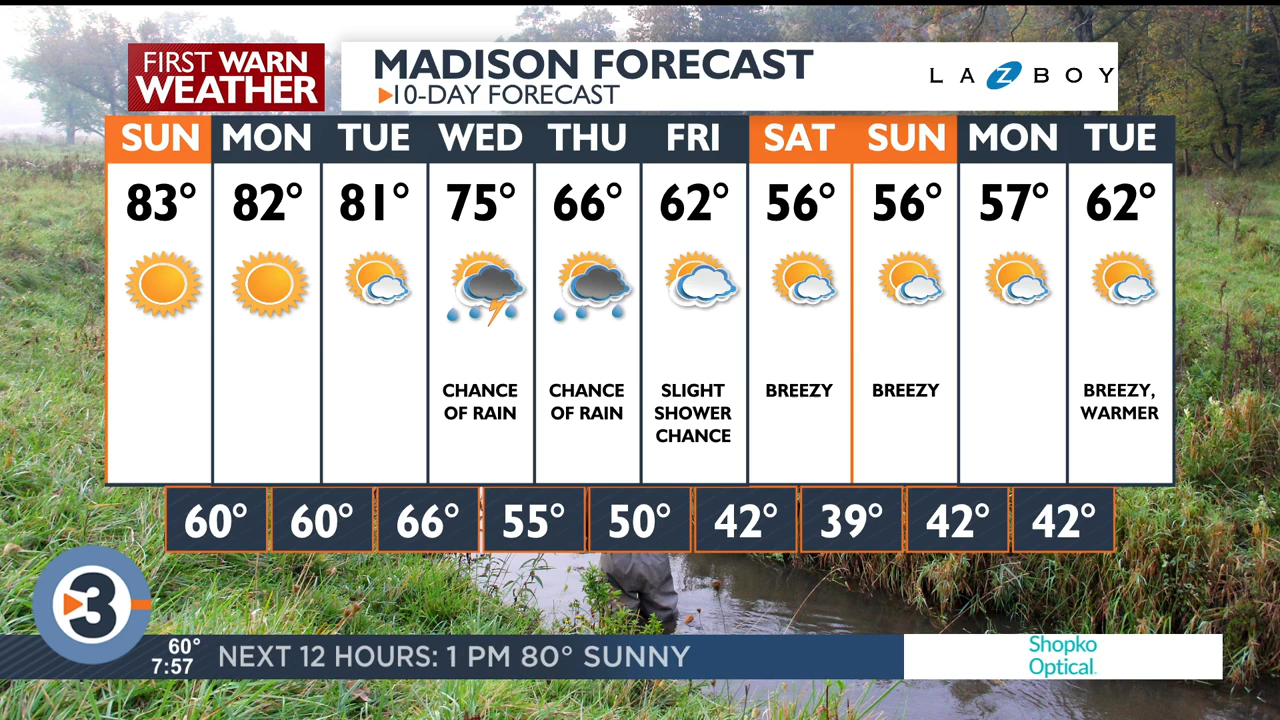 FIRST WARN
WEATHER
MADISON FORECAST
10-DAY FORECAST
LA Z BOY
SUN MON TUE WED THU FRI SAT SUN MON TUE
83° 82° 81° 75° 66° 62° 56° 56° 57° 62°
CHANCE
OF RAIN
CHANCE
OF RAIN
SLIGHT
SHOWER
CHANCE
BREEZY
BREEZY
BREEZY,
WARMER
60° 60° 66° 55° 50° 42° 39° 42° 42°
3
60°
7:57
NEXT 12 HOURS: 1 PM 80° SUNNY
Shopko
Optical.